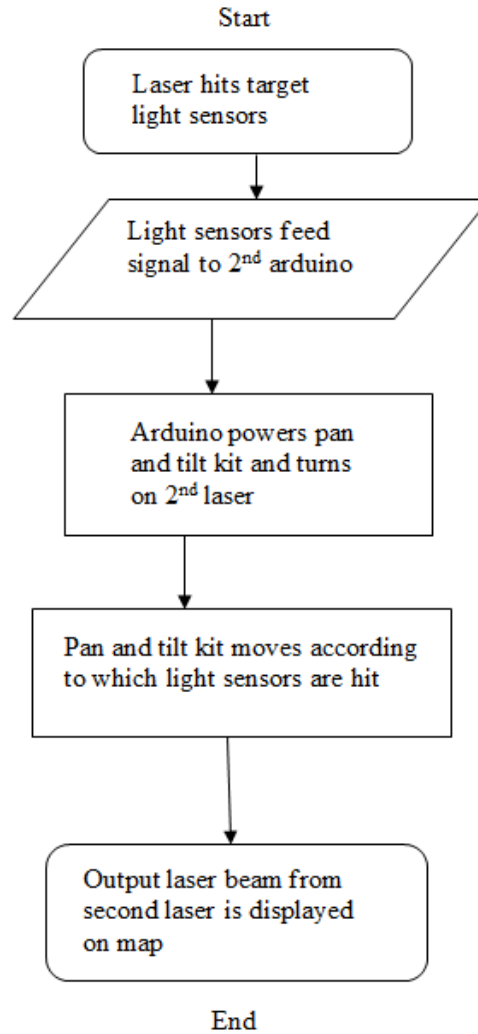 Start
Laser hits target
light sensors
Light sensors feed
signal to 2nd arduino
Arduino powers pan
and tilt kit and turns
on 2nd laser
Pan and tilt kit moves according
to which light sensors are hit
Output laser beam from
second laser is displayed
on map
End